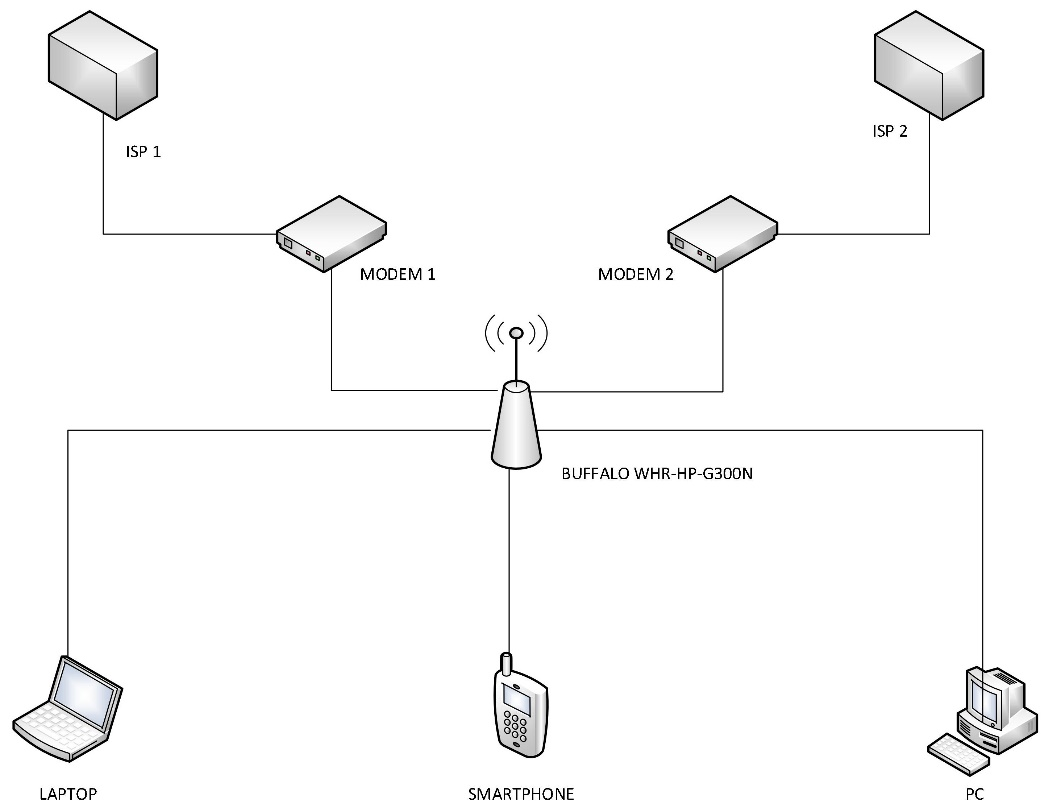 ISP 1
ISP 2
MODEM 1
MODEM 2
BUFFALO WHR-HP-G300N
LAPTOP
SMARTPHONE
PC